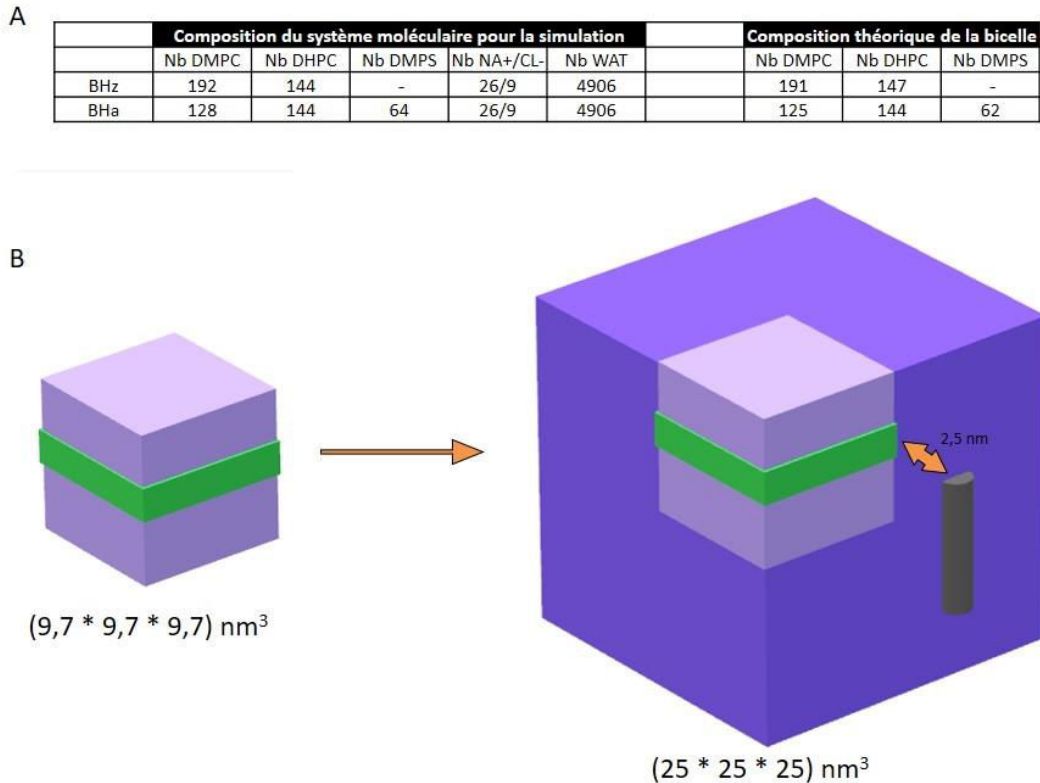 A
Composition du système moléculaire pour la simulation Composition théorique de la bicelle
Nb DMPC Nb DHPC Nb DMPS Nb NA+/CL- Nb WAT Nb DMPC Nb DHPC Nb DMPS
BHz 192 144 - 26/9 4906 191 147 -
BHa 128 144 64 26/9 4906 125 144 62
B
2,5 nm
(9,7 * 9,7 * 9,7) nm³
(25 * 25 * 25) nm³